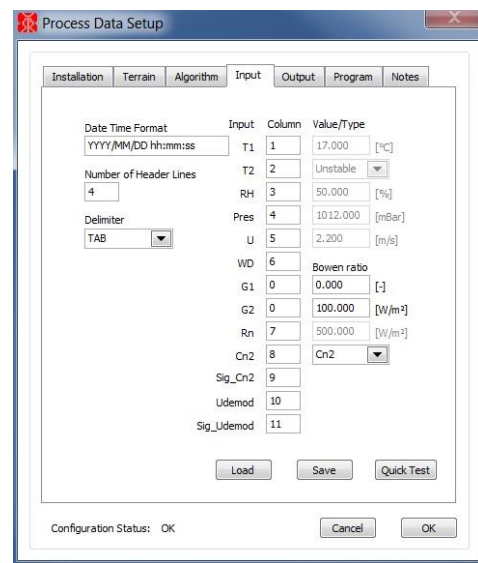 Process Data Setup
Installation Terrain Algorithm Input Output Program Notes
Date Time Format Input Column Value/Type
YYYY/MM/DD hh:mm:ss T1 1 17.000 [°C]
Number of Header Lines T2 2 Unstable
4 RH 3 50.000 [%]
Delimiter Pres 4 1012.000 [mBar]
TAB U 5 2.200 [m/s]
WD 6 Bowen ratio
G1 0 0.000 [-]
G2 0 100.000 [W/m²]
Rn 7 500.000 [W/m²]
Cn2 8 Cn2
Sig_Cn2 9
Udemod 10
Sig_Udemod 11
Load Save Quick Test
Configuration Status: OK Cancel OK